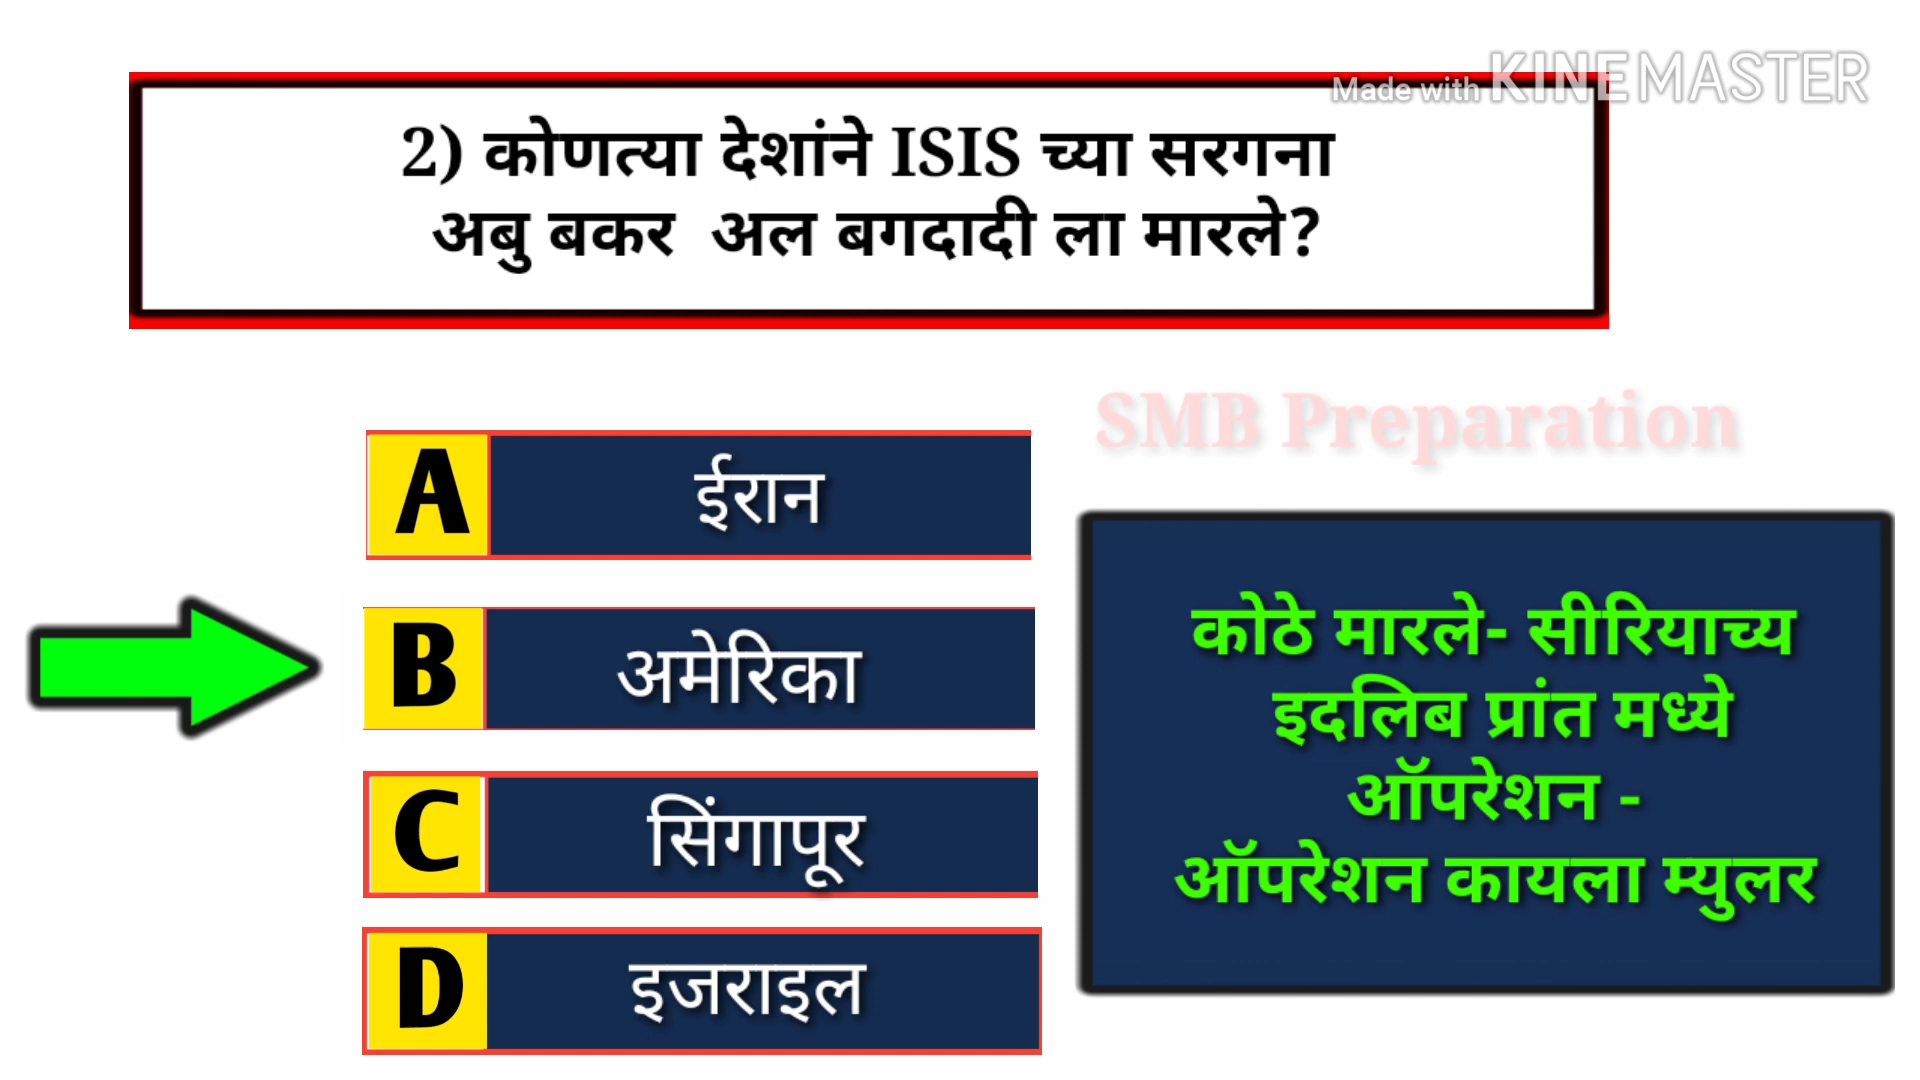 Made with KINEMASTER
2) कोणत्या देशांने ISIS च्या सरगना
अबु बकर अल बगदादी ला मारले?
SMB Preparation
A ईरान
B अमेरिका
C सिंगापूर
D इजराइल
कोठे मारले- सीरियाच्य
इदलिब प्रांत मध्ये
ऑपरेशन -
ऑपरेशन कायला म्युलर